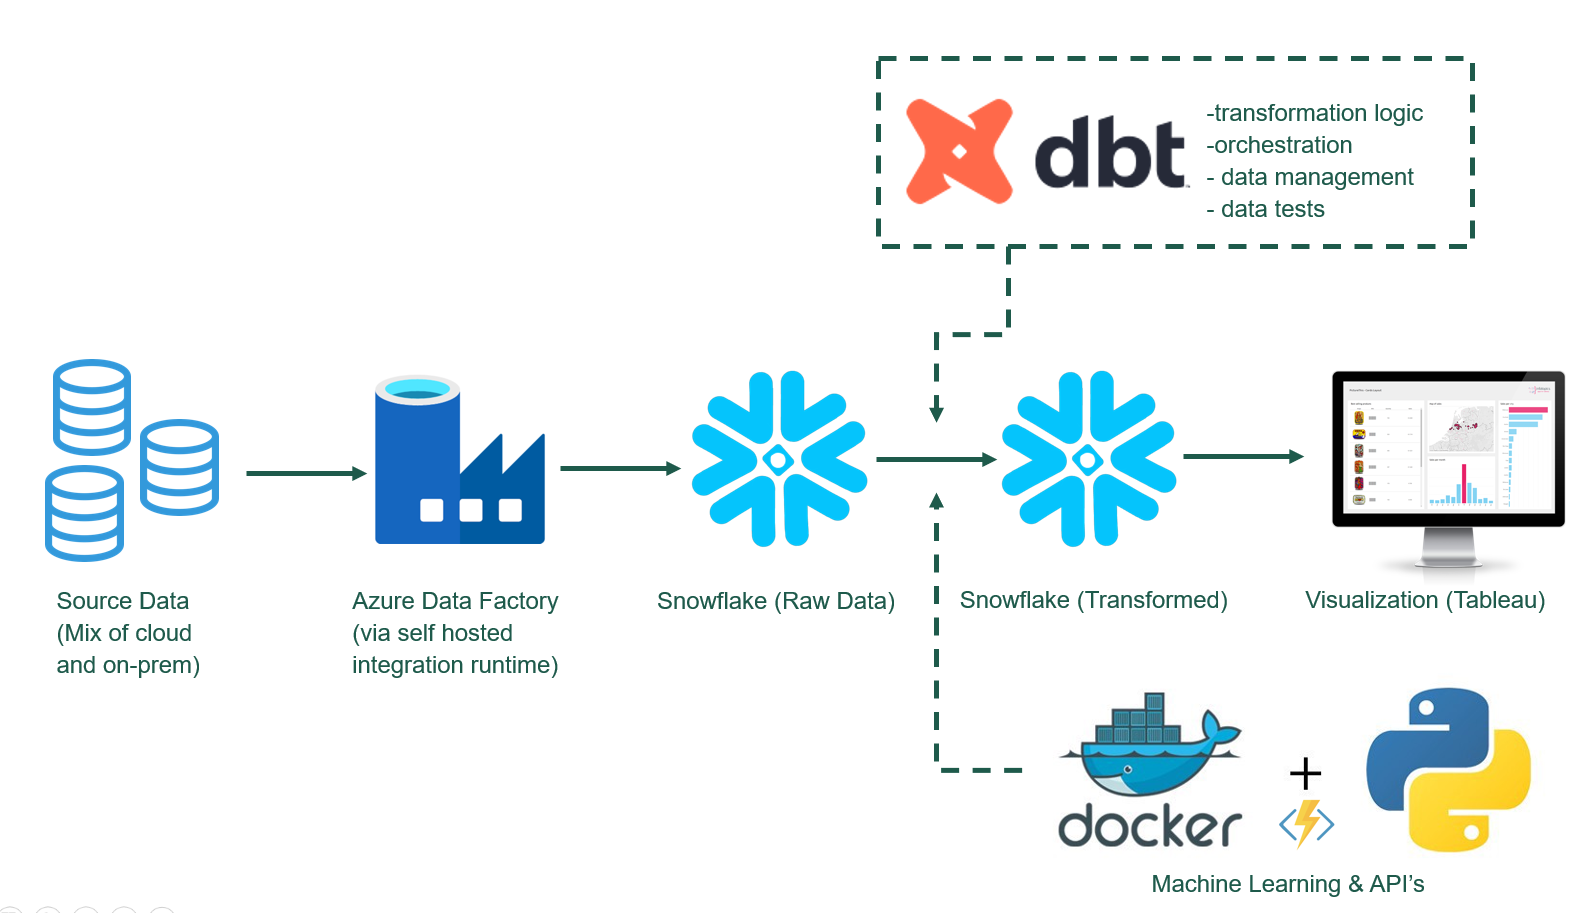 dbt
-transformation logic
-orchestration
- data management
- data tests
Source Data
(Mix of cloud
and on-prem)
Azure Data Factory
(via self hosted
integration runtime)
Snowflake (Raw Data)
Snowflake (Transformed)
Visualization (Tableau)
docker
+
Machine Learning & API’s